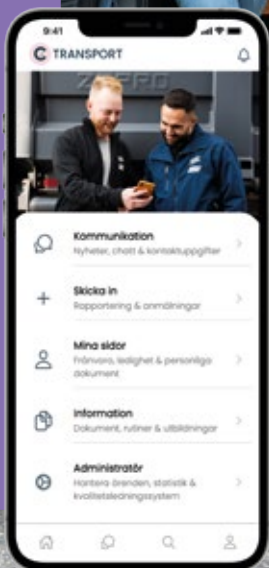 9:41
C TRANSPORT
Kommunikation
Nyheter, chatt & kontaktuppgifter
Skicka in
Rapportering & anmälningar
Mina sidor
Frånvaro, ledighet & personliga
dokument
Information
Dokument, rutiner & utbildningar
Administratör
Hantera ärenden, statistik &
kvalitetsledningssystem